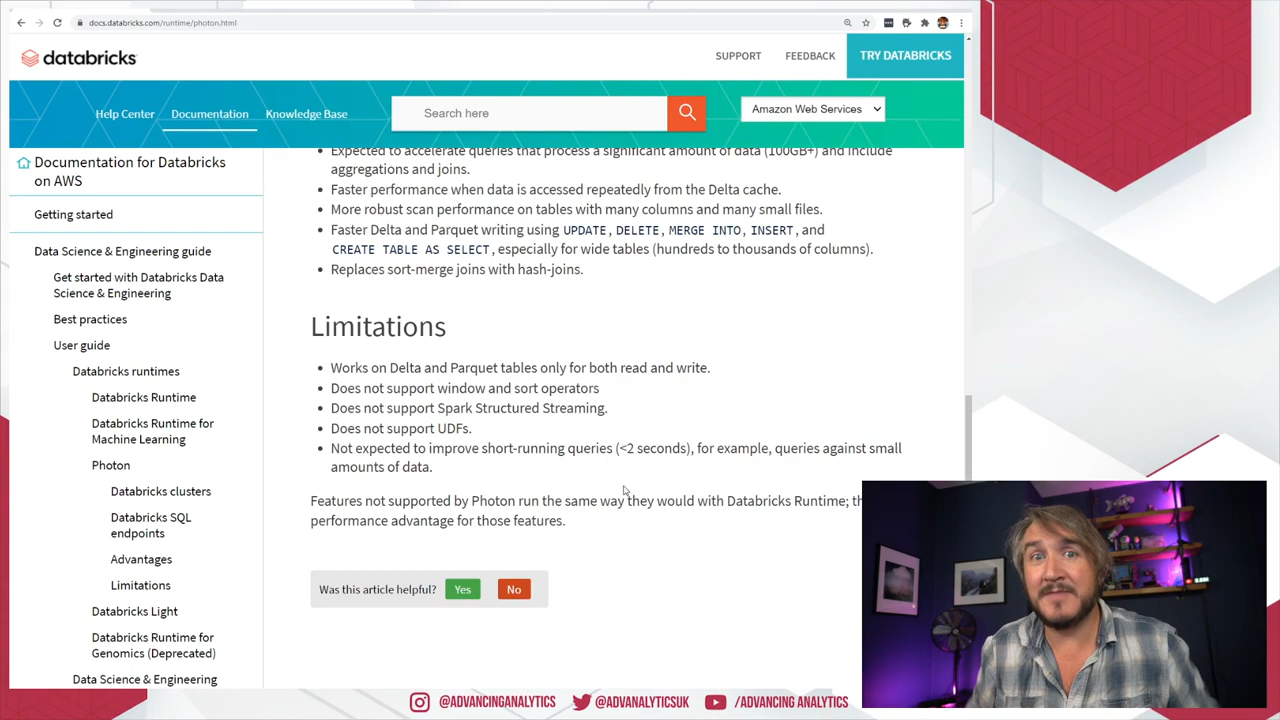 docs.databricks.com/runtime/photon.html
databricks
SUPPORT FEEDBACK TRY DATABRICKS
Help Center Documentation Knowledge Base Search here Amazon Web Services
Documentation for Databricks
on AWS
Getting started
Data Science & Engineering guide
Get started with Databricks Data
Science & Engineering
Best practices
User guide
Databricks runtimes
Databricks Runtime
Databricks Runtime for
Machine Learning
Photon
Databricks clusters
Databricks SQL
endpoints
Advantages
Limitations
Databricks Light
Databricks Runtime for
Genomics (Deprecated)
Data Science & Engineering
Expected to accelerate queries that process a significant amount of data (100GB+) and include
aggregations and joins.
Faster performance when data is accessed repeatedly from the Delta cache.
More robust scan performance on tables with many columns and many small files.
Faster Delta and Parquet writing using UPDATE, DELETE, MERGE INTO, INSERT, and
CREATE TABLE AS SELECT, especially for wide tables (hundreds to thousands of columns).
Replaces sort-merge joins with hash-joins.
Limitations
Works on Delta and Parquet tables only for both read and write.
Does not support window and sort operators
Does not support Spark Structured Streaming.
Does not support UDFs.
Not expected to improve short-running queries (<2 seconds), for example, queries against small
amounts of data.
Features not supported by Photon run the same way they would with Databricks Runtime;
performance advantage for those features.
Was this article helpful? Yes No
@ADVANCINGANALYTICS @ADVANALYTICSUK /ADVANCING ANALYTICS